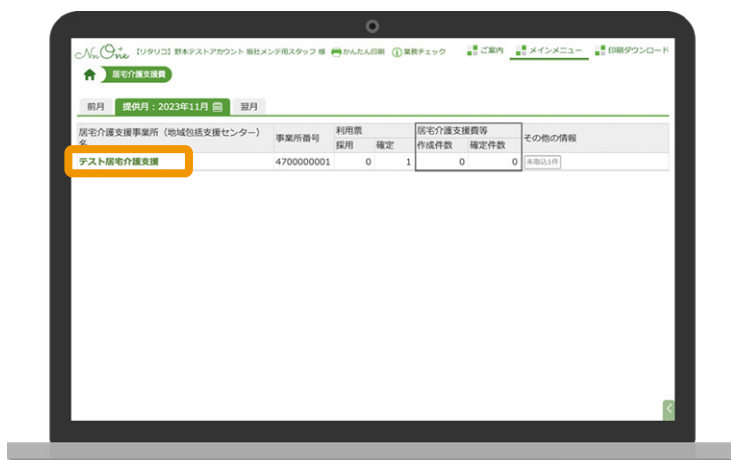 NuOne 【リタリコ】野本テストアカウント 販社メンテ用スタッフ 様 かんたん印刷 業務チェック ご案内 メインメニュー 印刷ダウンロード
居宅介護支援費
前月 提供月：2023年11月 翌月
居宅介護支援事業所（地域包括支援センター）名 事業所番号 利用票 居宅介護支援費等 その他の情報
採用 確定 作成件数 確定件数
テスト居宅介護支援 4700000001 0 1 0 0 未取込1件